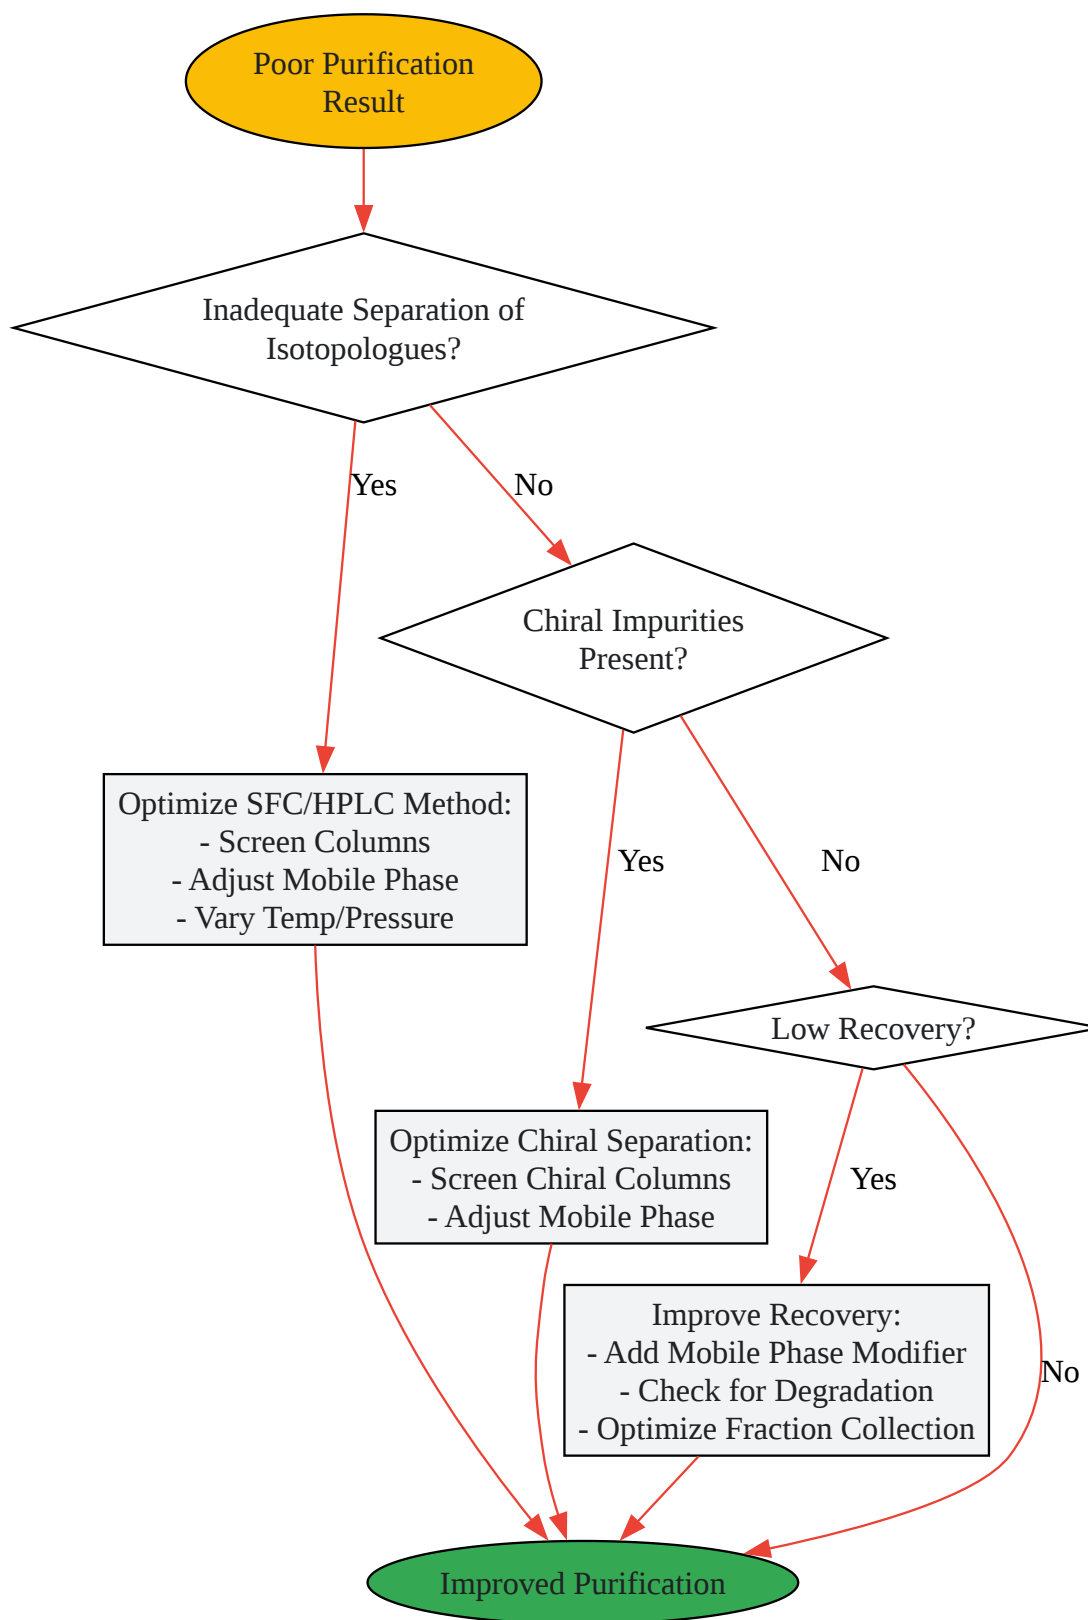 Poor Purification
Result
Inadequate Separation of
Isotopologues?
Yes
No
Chiral Impurities
Present?
Optimize SFC/HPLC Method:
- Screen Columns
- Adjust Mobile Phase
- Vary Temp/Pressure
Yes
No
Low Recovery?
Optimize Chiral Separation:
- Screen Chiral Columns
- Adjust Mobile Phase
Yes
Improve Recovery:
- Add Mobile Phase Modifier
- Check for Degradation
- Optimize Fraction Collection
No
Improved Purification